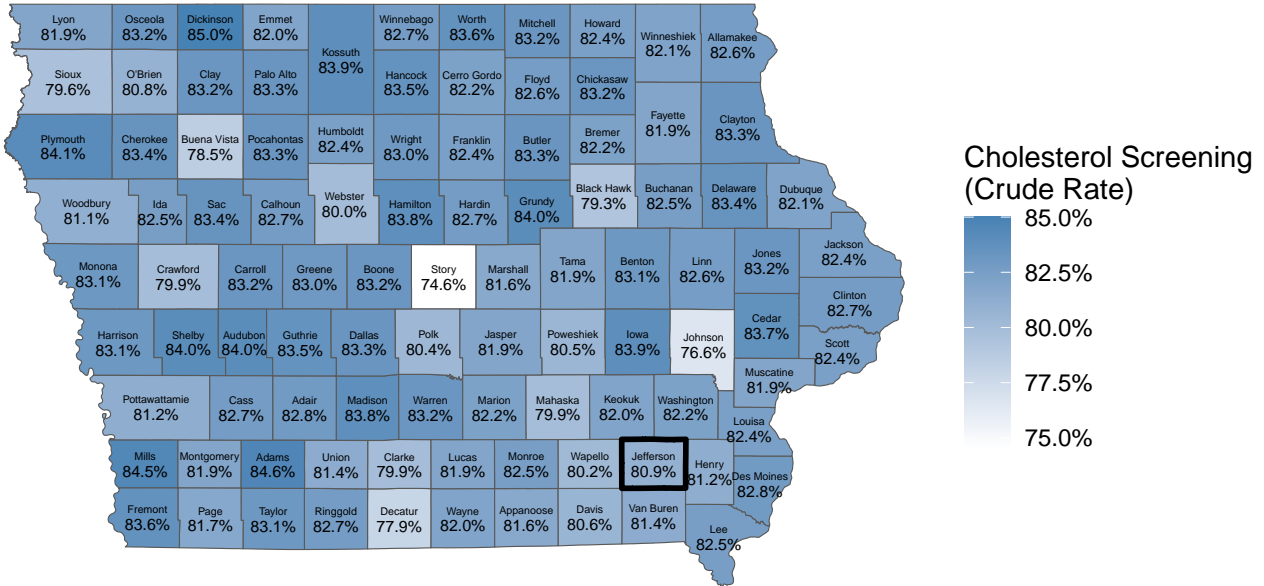 Lyon
81.9%
Osceola
83.2%
Dickinson
85.0%
Emmet
82.0%
Kossuth
83.9%
Winnebago
82.7%
Worth
83.6%
Mitchell
83.2%
Howard
82.4%
Winneshiek
82.1%
Allamakee
82.6%
Sioux
79.6%
O'Brien
80.8%
Clay
83.2%
Palo Alto
83.3%
Hancock
83.5%
Cerro Gordo
82.2%
Floyd
82.6%
Chickasaw
83.2%
Fayette
81.9%
Clayton
83.3%
Plymouth
84.1%
Cherokee
83.4%
Buena Vista
78.5%
Pocahontas
83.3%
Humboldt
82.4%
Wright
83.0%
Franklin
82.4%
Butler
83.3%
Bremer
82.2%
Woodbury
81.1%
Ida
82.5%
Sac
83.4%
Calhoun
82.7%
Webster
80.0%
Hamilton
83.8%
Hardin
82.7%
Grundy
84.0%
Black Hawk
79.3%
Buchanan
82.5%
Delaware
83.4%
Dubuque
82.1%
Monona
83.1%
Crawford
79.9%
Carroll
83.2%
Greene
83.0%
Boone
83.2%
Story
74.6%
Marshall
81.6%
Tama
81.9%
Benton
83.1%
Linn
82.6%
Jones
83.2%
Jackson
82.4%
Clinton
82.7%
Harrison
83.1%
Shelby
84.0%
Audubon
84.0%
Guthrie
83.5%
Dallas
83.3%
Polk
80.4%
Jasper
81.9%
Poweshiek
80.5%
Iowa
83.9%
Johnson
76.6%
Cedar
83.7%
Scott
82.4%
Muscatine
81.9%
Pottawattamie
81.2%
Cass
82.7%
Adair
82.8%
Madison
83.8%
Warren
83.2%
Marion
82.2%
Mahaska
79.9%
Keokuk
82.0%
Washington
82.2%
Louisa
82.4%
Mills
84.5%
Montgomery
81.9%
Adams
84.6%
Union
81.4%
Clarke
79.9%
Lucas
81.9%
Monroe
82.5%
Wapello
80.2%
Jefferson
80.9%
Henry
81.2%
Des Moines
82.8%
Fremont
83.6%
Page
81.7%
Taylor
83.1%
Ringgold
82.7%
Decatur
77.9%
Wayne
82.0%
Appanoose
81.6%
Davis
80.6%
Van Buren
81.4%
Lee
82.5%
Cholesterol Screening
(Crude Rate)
85.0%
82.5%
80.0%
77.5%
75.0%